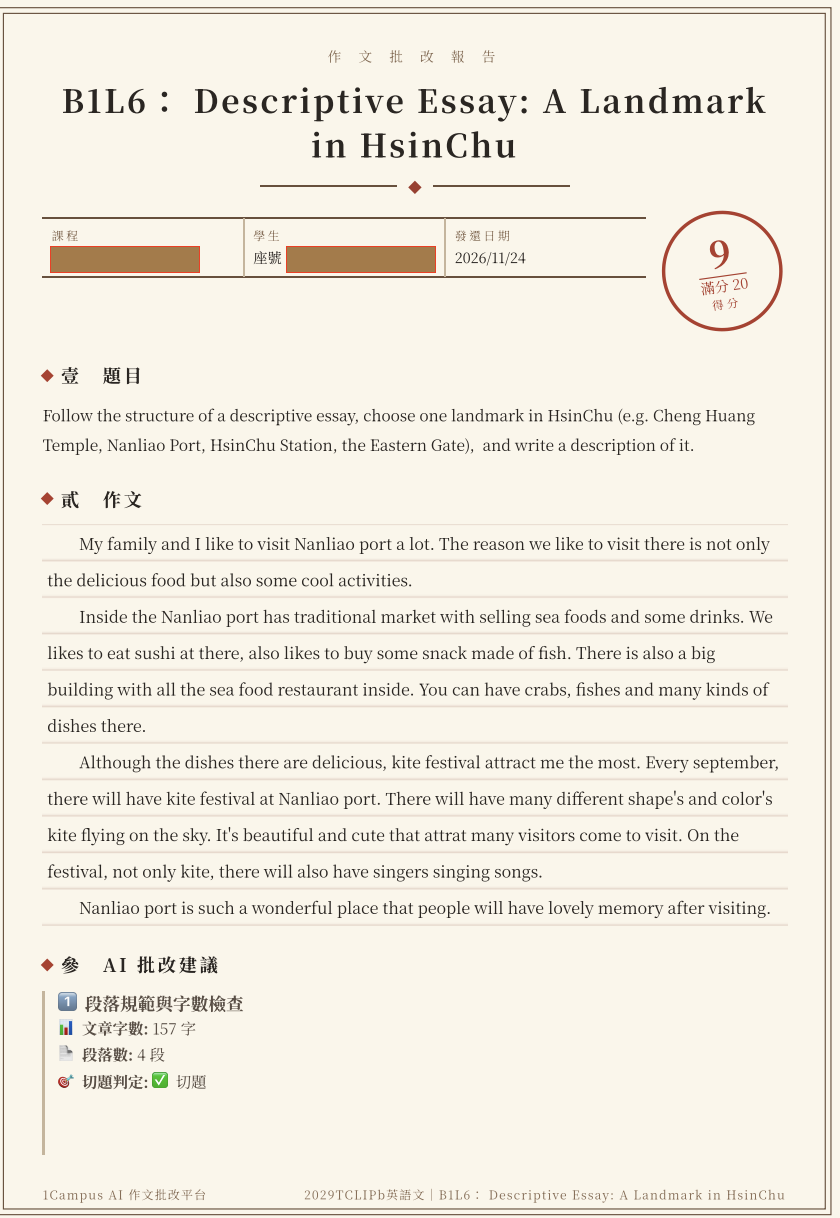 作文批改報告
B1L6： Descriptive Essay: A Landmark
in HsinChu
課程
學生
座號
發還日期
2026/11/24
9
滿分 20
得分
壹 題目
Follow the structure of a descriptive essay, choose one landmark in HsinChu (e.g. Cheng Huang
Temple, Nanliao Port, HsinChu Station, the Eastern Gate),  and write a description of it.
貳 作文
My family and I like to visit Nanliao port a lot. The reason we like to visit there is not only
the delicious food but also some cool activities.
Inside the Nanliao port has traditional market with selling sea foods and some drinks. We
likes to eat sushi at there, also likes to buy some snack made of fish. There is also a big
building with all the sea food restaurant inside. You can have crabs, fishes and many kinds of
dishes there.
Although the dishes there are delicious, kite festival attract me the most. Every september,
there will have kite festival at Nanliao port. There will have many different shape's and color's
kite flying on the sky. It's beautiful and cute that attrat many visitors come to visit. On the
festival, not only kite, there will also have singers singing songs.
Nanliao port is such a wonderful place that people will have lovely memory after visiting.
參 AI 批改建議
1️⃣ 段落規範與字數檢查
📊 文章字數: 157 字
📄 段落數: 4 段
🎯 切題判定: ✅ 切題
1Campus AI 作文批改平台
2029TCLIPb英語文｜B1L6： Descriptive Essay: A Landmark in HsinChu